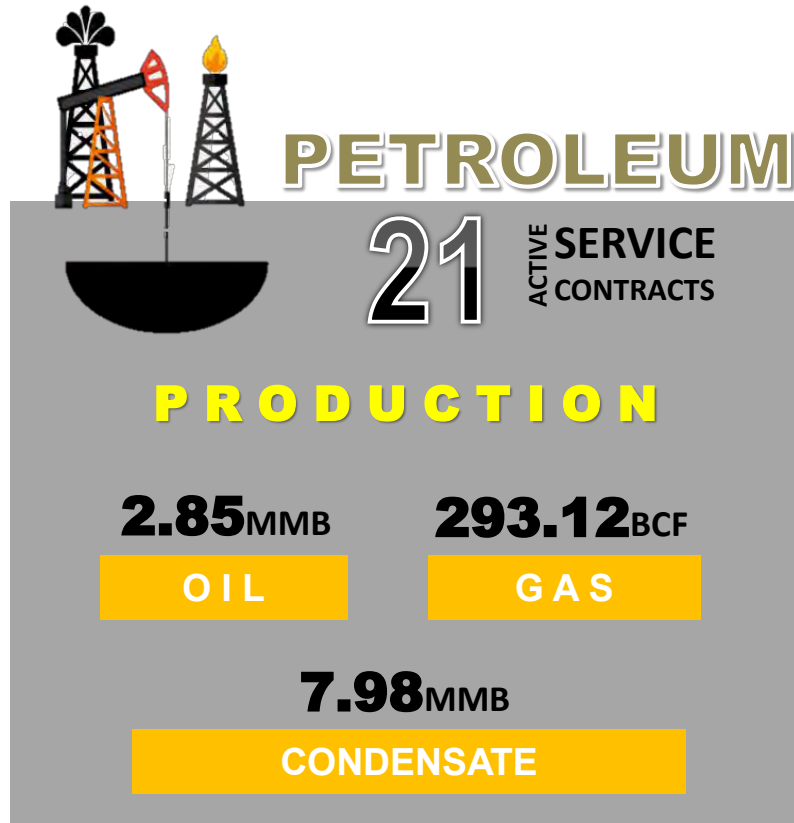 PETROLEUM
21 ACTIVE SERVICE
CONTRACTS
PRODUCTION
2.85MMB
OIL
293.12BCF
GAS
7.98MMB
CONDENSATE